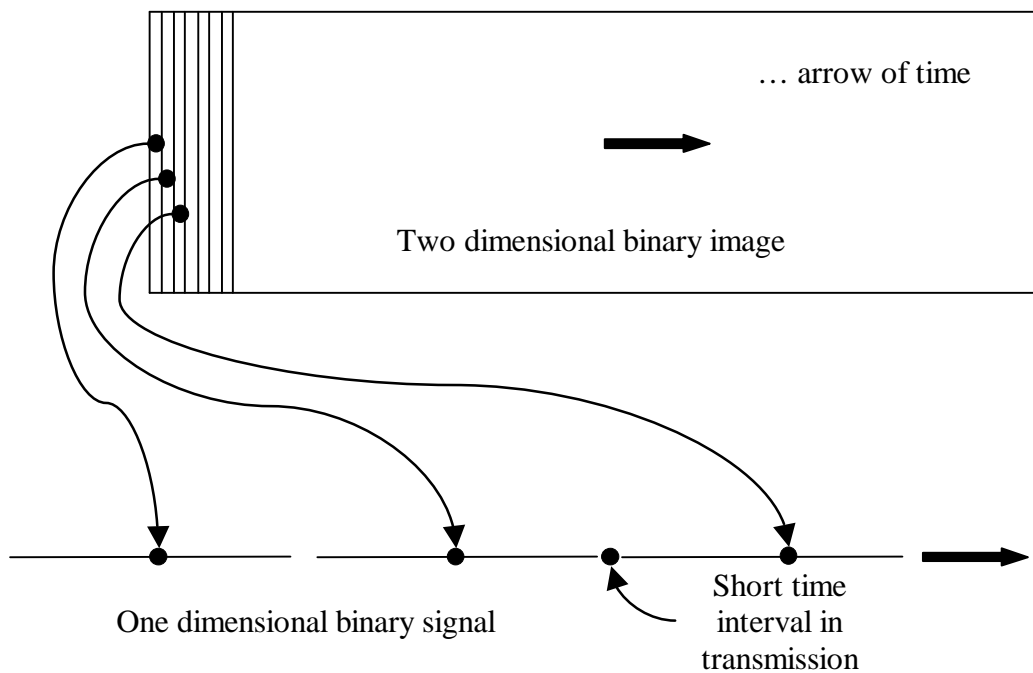 … arrow of time
Two dimensional binary image
One dimensional binary signal
Short time
interval in
transmission